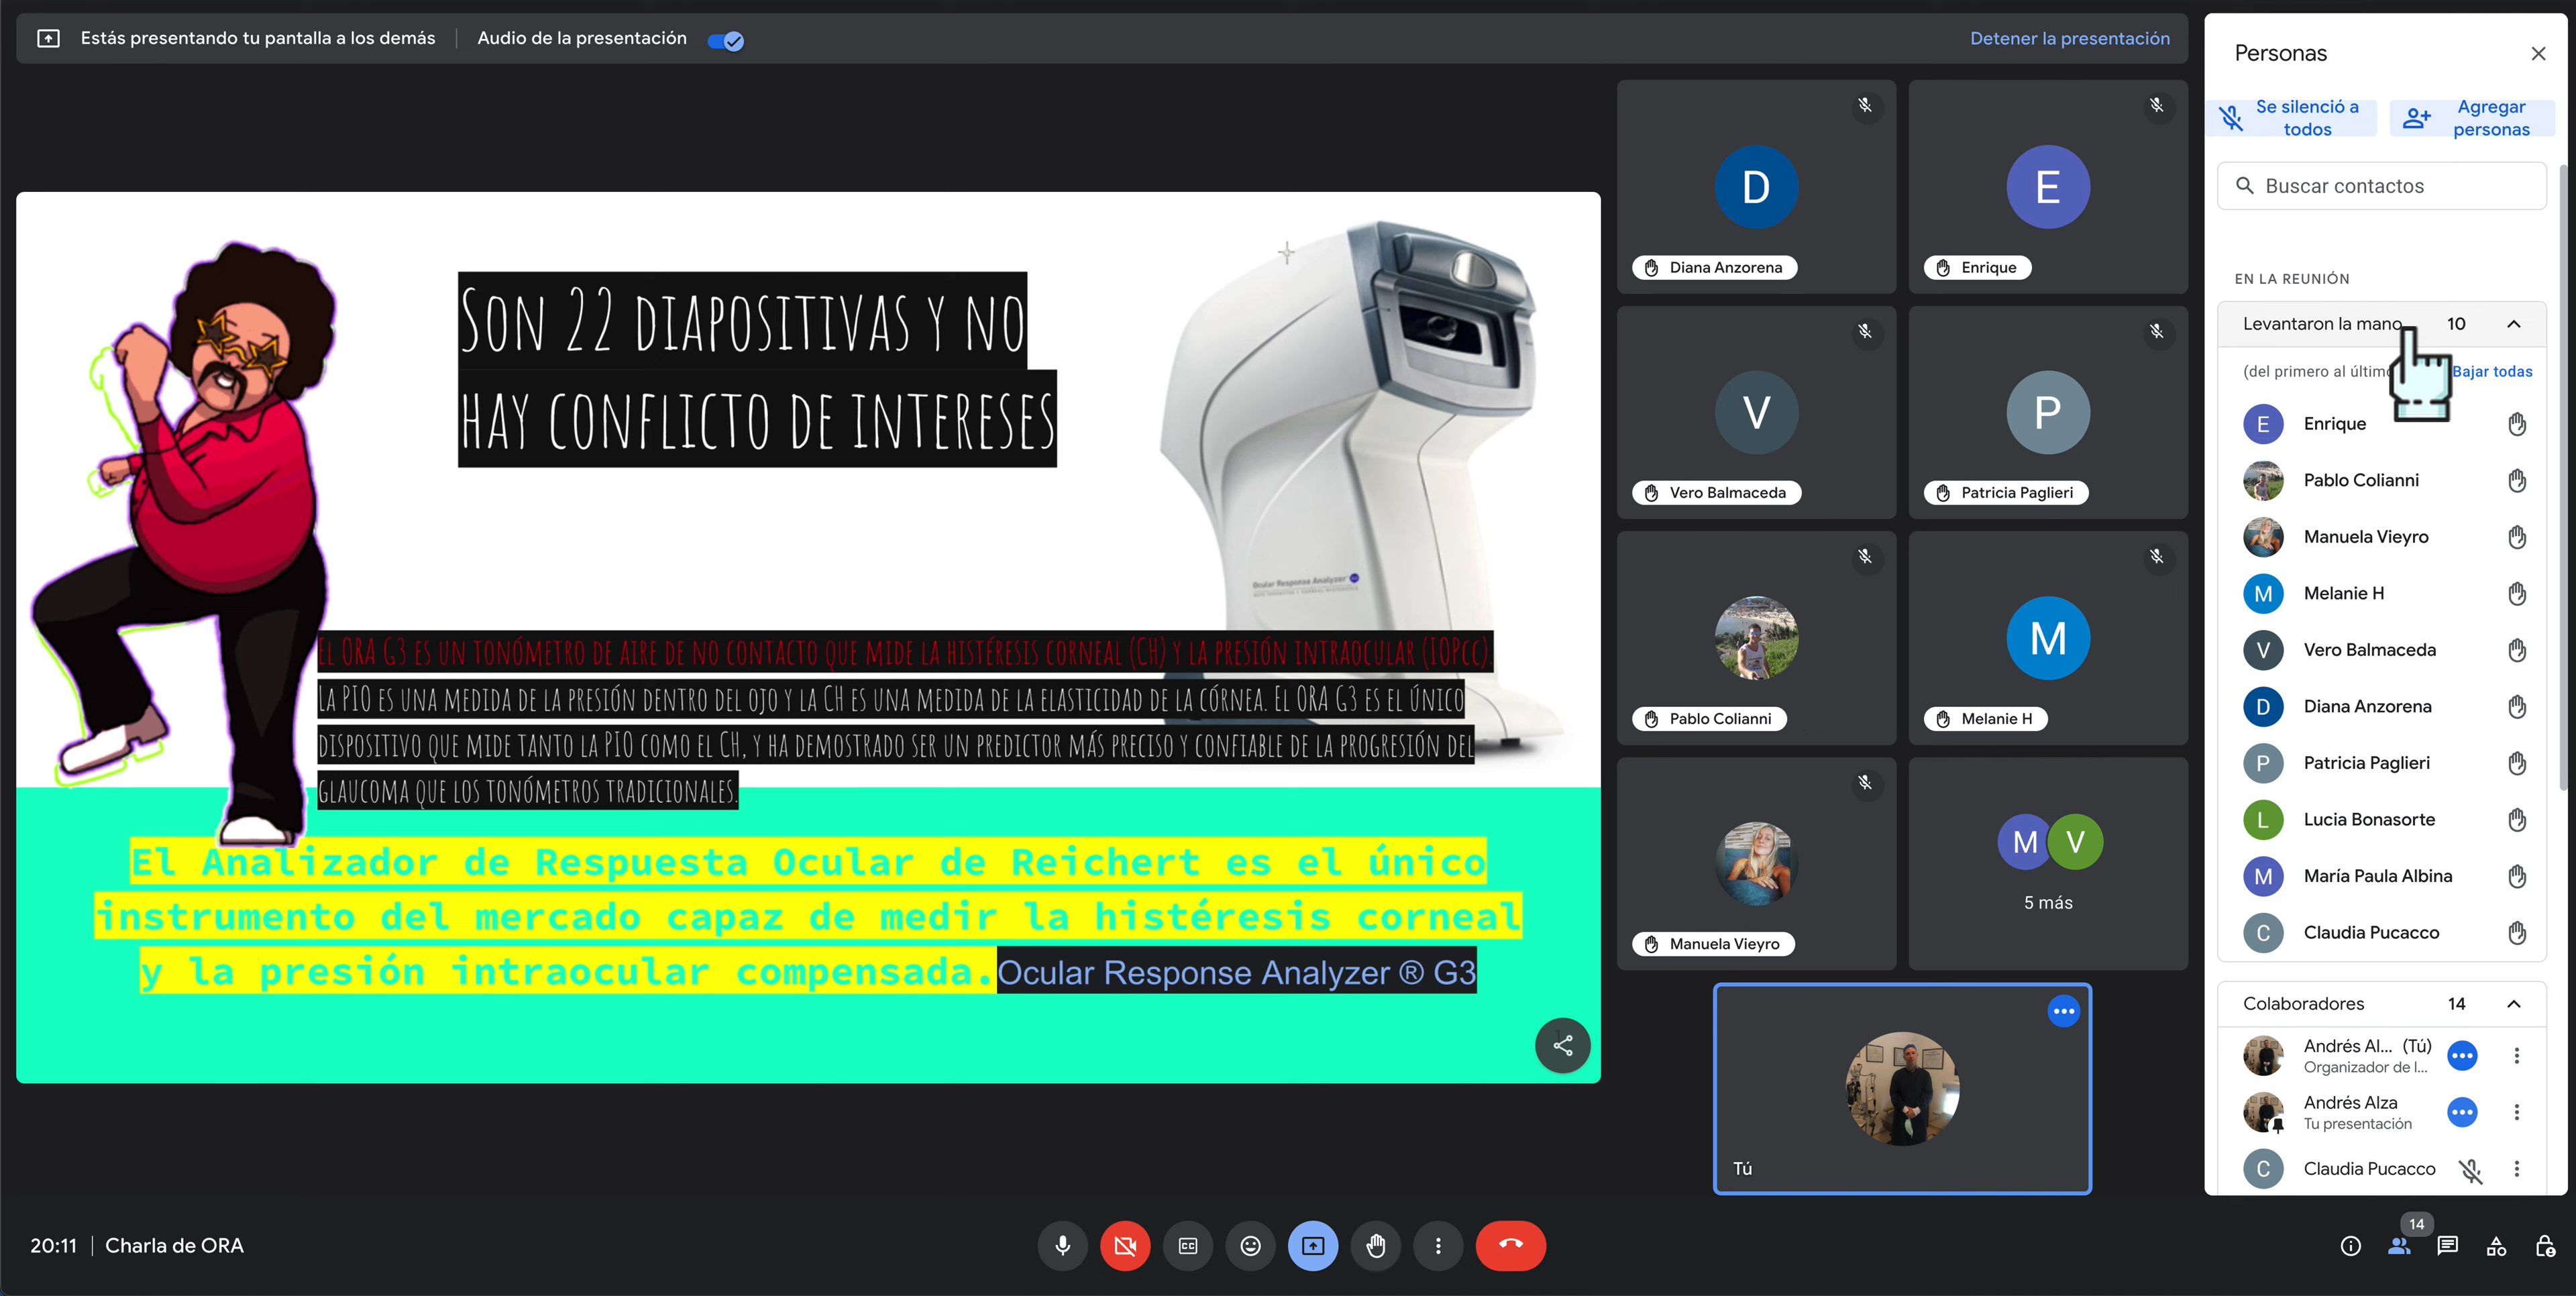 Estás presentando tu pantalla a los demás
Audio de la presentación
Detener la presentación
Son 22 diapositivas y no
hay conflicto de intereses
Ocular Response Analyzer
El ORA G3 es un tonómetro de aire de no contacto que mide la histéresis corneal (CH) y la presión intraocular (IOPcc).
La PIO es una medida de la presión dentro del ojo y la CH es una medida de la elasticidad de la córnea. El ORA G3 es el único
dispositivo que mide tanto la PIO como el CH, y ha demostrado ser un predictor más preciso y confiable de la progresión del
glaucoma que los tonómetros tradicionales.
El Analizador de Respuesta Ocular de Reichert es el único
instrumento del mercado capaz de medir la histéresis corneal
y la presión intraocular compensada.Ocular Response Analyzer ® G3
D
Diana Anzorena
E
Enrique
V
Vero Balmaceda
P
Patricia Paglieri
Pablo Colianni
M
Melanie H
Manuela Vieyro
M V
5 más
Tú
Personas
Se silenció a
todos
Agregar
personas
Buscar contactos
EN LA REUNIÓN
Levantaron la mano 10
(del primero al último Bajar todas
E Enrique
Pablo Colianni
Manuela Vieyro
M Melanie H
V Vero Balmaceda
D Diana Anzorena
P Patricia Paglieri
L Lucia Bonasorte
M María Paula Albina
C Claudia Pucacco
Colaboradores 14
Andrés Al... (Tú)
Organizador de l...
Andrés Alza
Tu presentación
C Claudia Pucacco
20:11 | Charla de ORA
CC
14